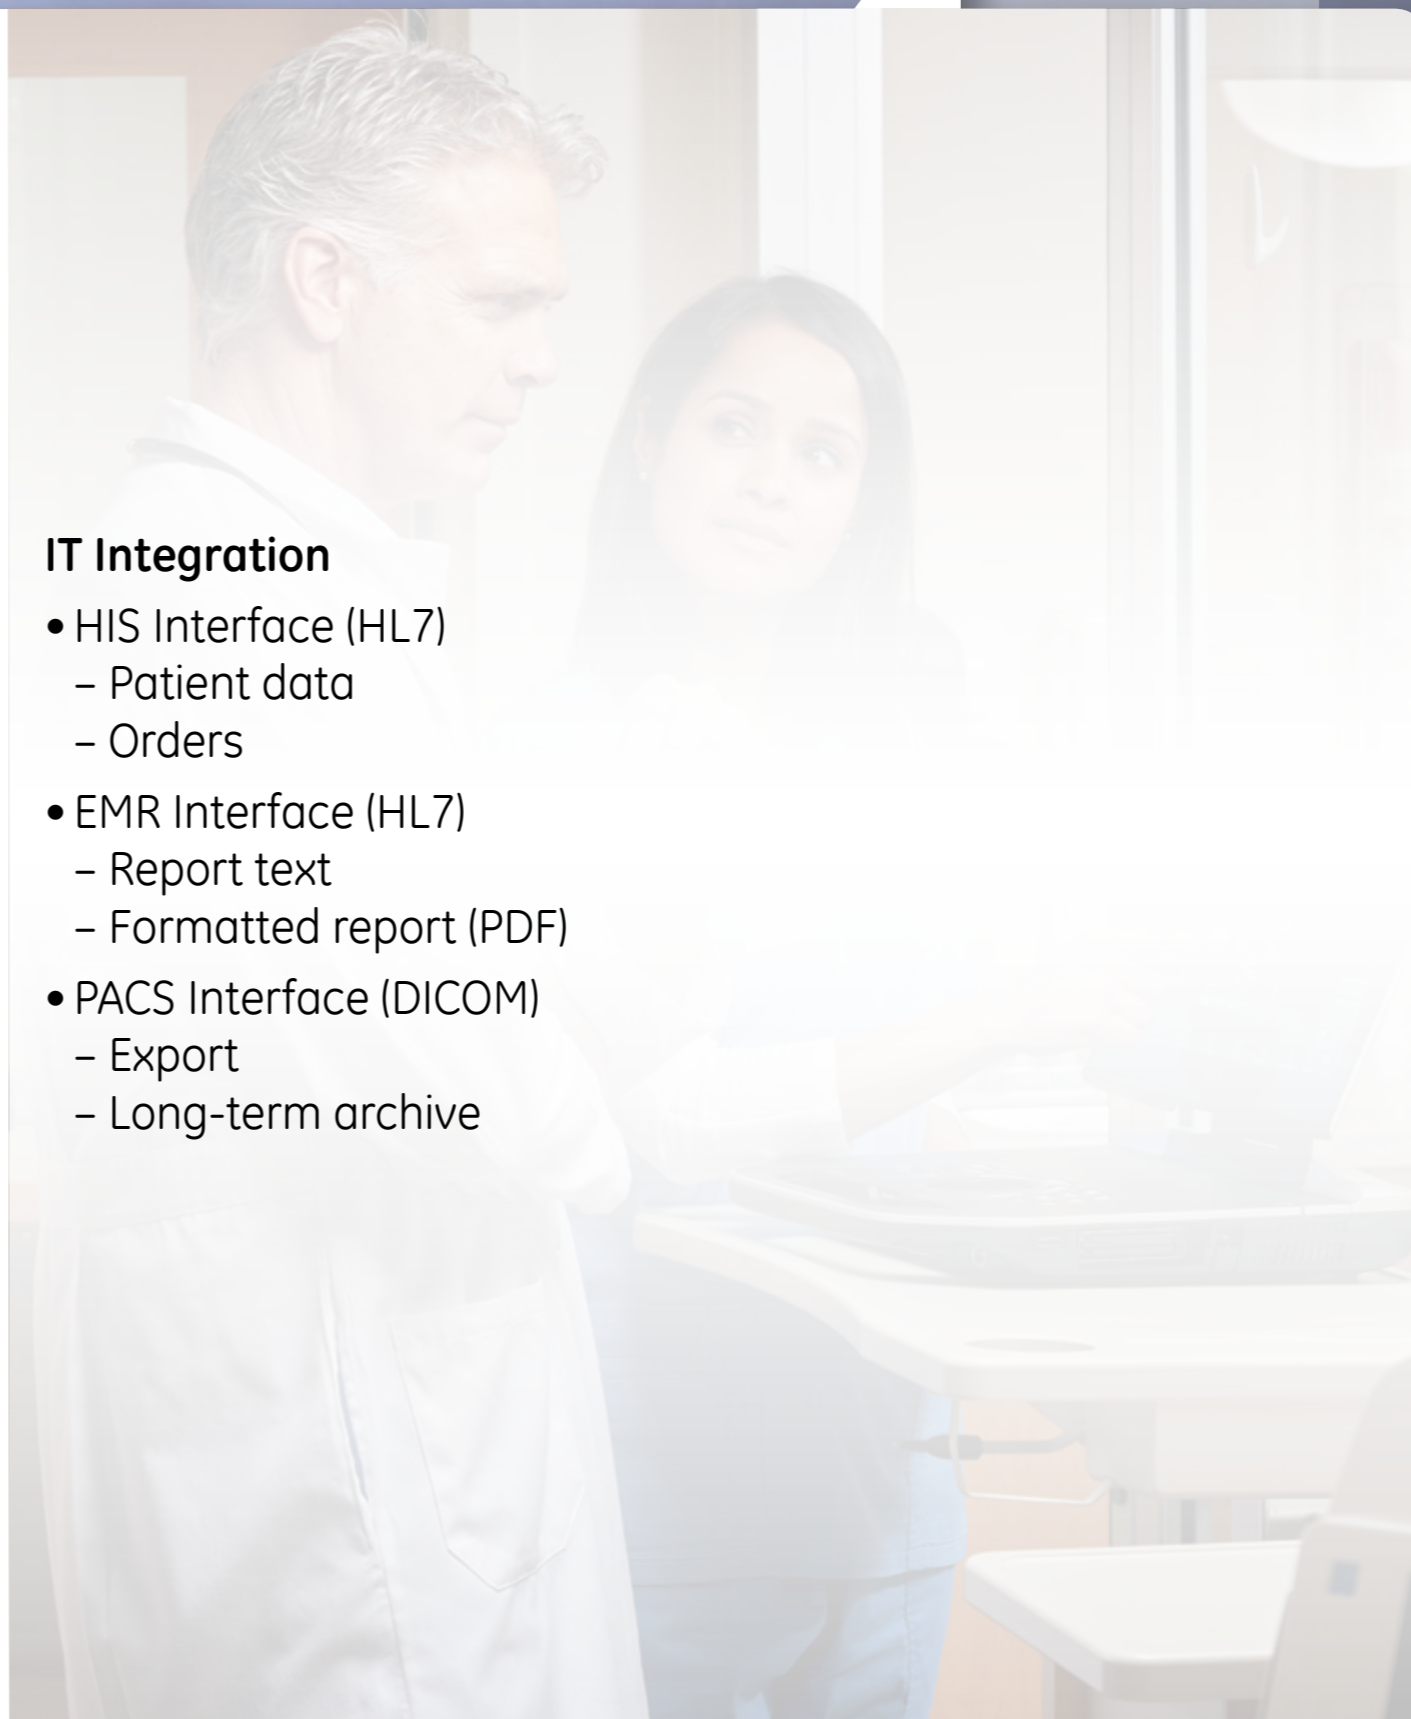 IT Integration
• HIS Interface (HL7)
– Patient data
– Orders
• EMR Interface (HL7)
– Report text
– Formatted report (PDF)
• PACS Interface (DICOM)
– Export
– Long-term archive